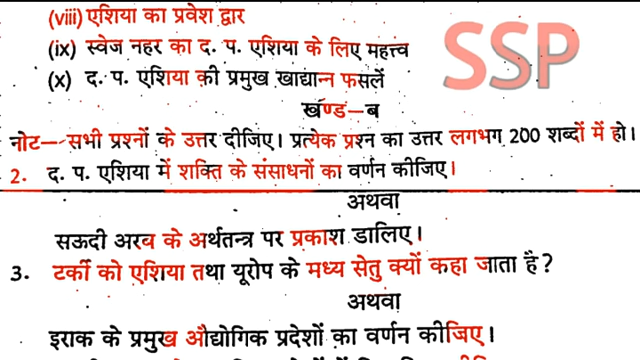 (viii) एशिया का प्रवेश द्वार
(ix) स्वेज नहर का द. प. एशिया के लिए महत्त्व
(x) द. प. एशिया की प्रमुख खाद्यान्न फसलें
SSP
खण्ड—ब
नोट— सभी प्रश्नों के उत्तर दीजिए। प्रत्येक प्रश्न का उत्तर लगभग 200 शब्दों में हो।
2. द. प. एशिया में शक्ति के संसाधनों का वर्णन कीजिए।
अथवा
सऊदी अरब के अर्थतन्त्र पर प्रकाश डालिए।
3. टर्की को एशिया तथा यूरोप के मध्य सेतु क्यों कहा जाता है?
अथवा
इराक के प्रमुख औद्योगिक प्रदेशों का वर्णन कीजिए।